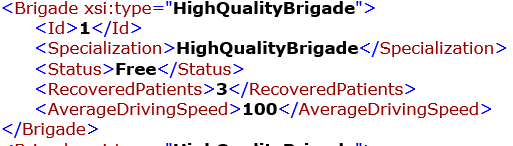 <Brigade xsi:type="HighQualityBrigade">
<Id>1</Id>
<Specialization>HighQualityBrigade</Specialization>
<Status>Free</Status>
<RecoveredPatients>3</RecoveredPatients>
<AverageDrivingSpeed>100</AverageDrivingSpeed>
</Brigade>